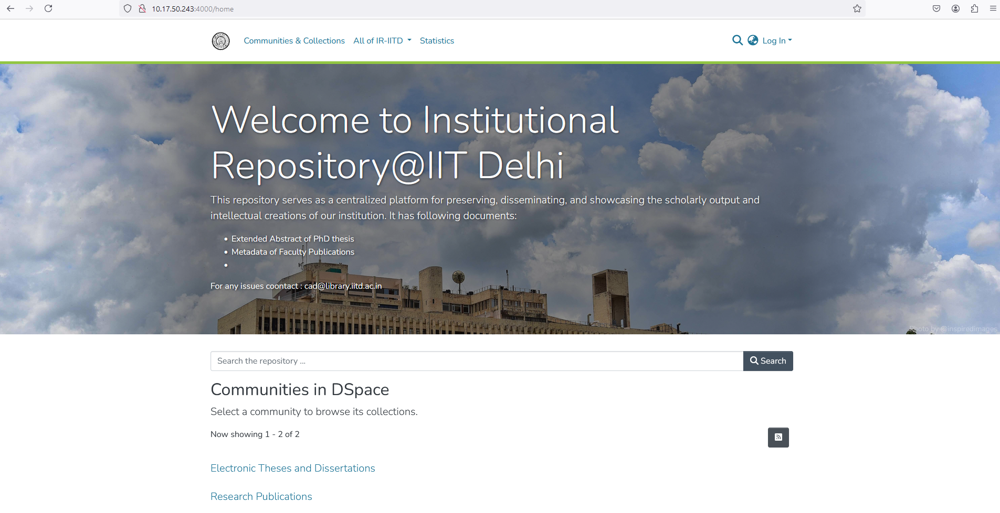 10.17.50.243:4000/home
Communities & Collections All of IR-IITD Statistics Log In
Welcome to Institutional
Repository@IIT Delhi
This repository serves as a centralized platform for preserving, disseminating, and showcasing the scholarly output and
intellectual creations of our institution. It has following documents:
• Extended Abstract of PhD thesis
• Metadata of Faculty Publications
•
For any issues coontact : cad@library.iitd.ac.in
Photo by @inspiredimages
Search the repository ... Search
Communities in DSpace
Select a community to browse its collections.
Now showing 1 - 2 of 2
Electronic Theses and Dissertations
Research Publications